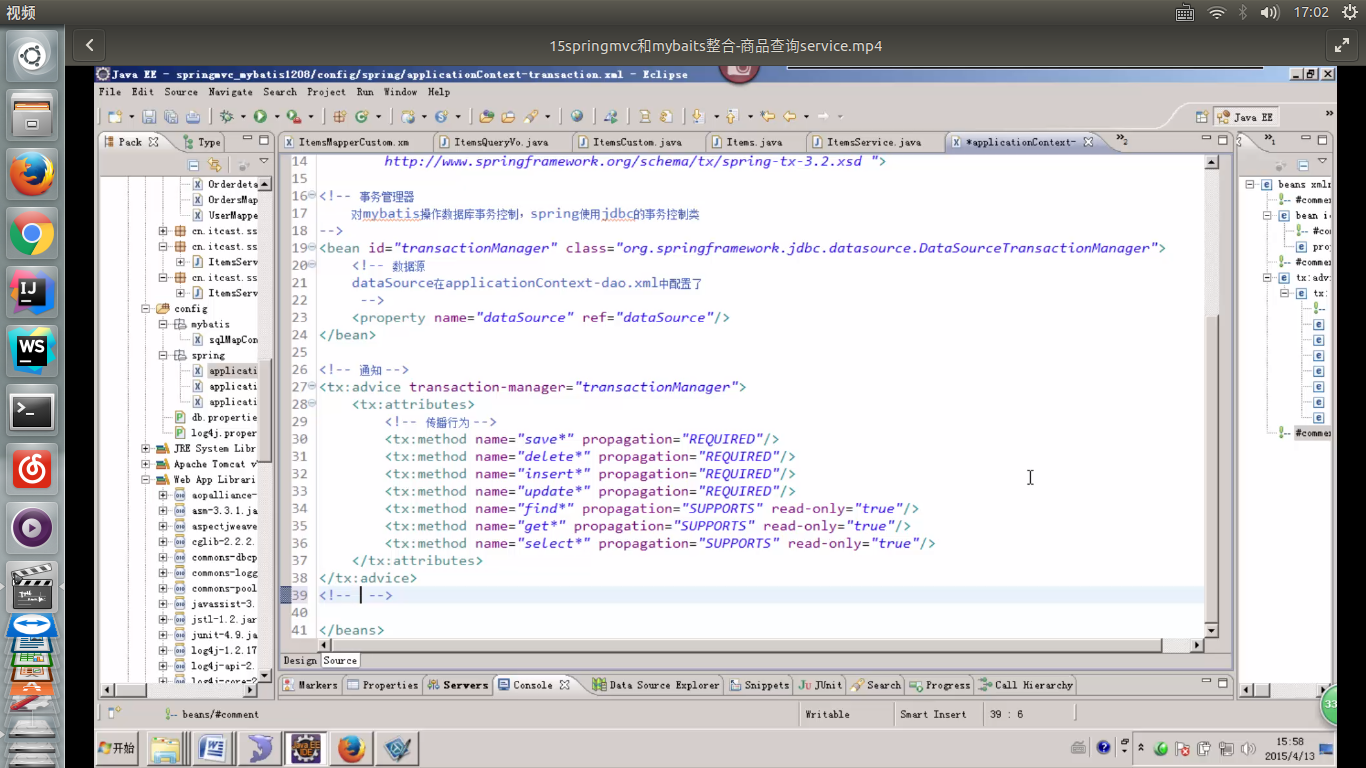 视频
17:02
15springmvc和mybaits整合-商品查询service.mp4
Java EE - springmvc_mybatis1208/config/spring/applicationContext-transaction.xml - Eclipse
File Edit Source Navigate Search Project Run Window Help
Java EE
Pack Type
ItemsMapperCustom.xm ItemsQueryVo.java ItemsCustom.java Items.java ItemsService.java *applicationContext-
Orderdeta
OrdersMap
UserMappe
cn.itcast.ss
cn.itcast.ss
ItemsServ
cn.itcast.ss
ItemsServ
config
mybatis
sqlMapCon
spring
applicati
applicati
applicati
db.propertie
log4j.proper
JRE System Libr
Apache Tomcat v
Web App Librari
aopalliance-
asm-3.3.1.ja
aspectjweave
cglib-2.2.2.
commons-dbcp
commons-logg
commons-pool
javassist-3.
jstl-1.2.jar
junit-4.9.ja
log4j-1.2.17
log4j-api-2.
log4j-core-2
14 http://www.springframework.org/schema/tx/spring-tx-3.2.xsd ">
15
16 <!-- 事务管理器
17 对mybatis操作数据库事务控制，spring使用jdbc的事务控制类
18 -->
19 <bean id="transactionManager" class="org.springframework.jdbc.datasource.DataSourceTransactionManager">
20 <!-- 数据源
21 dataSource在applicationContext-dao.xml中配置了
22 -->
23 <property name="dataSource" ref="dataSource"/>
24 </bean>
25
26 <!-- 通知 -->
27 <tx:advice transaction-manager="transactionManager">
28 <tx:attributes>
29 <!-- 传播行为 -->
30 <tx:method name="save*" propagation="REQUIRED"/>
31 <tx:method name="delete*" propagation="REQUIRED"/>
32 <tx:method name="insert*" propagation="REQUIRED"/>
33 <tx:method name="update*" propagation="REQUIRED"/>
34 <tx:method name="find*" propagation="SUPPORTS" read-only="true"/>
35 <tx:method name="get*" propagation="SUPPORTS" read-only="true"/>
36 <tx:method name="select*" propagation="SUPPORTS" read-only="true"/>
37 </tx:attributes>
38 </tx:advice>
39 <!-- -->
40
41 </beans>
beans xmln
#comme
bean i
#co
pro
#comme
tx:adv
tx:
#comme
Design Source
Markers Properties Servers Console Data Source Explorer Snippets JUnit Search Progress Call Hierarchy
beans/#comment
Writable
Smart Insert
39 : 6
开始
15:58
2015/4/13
33